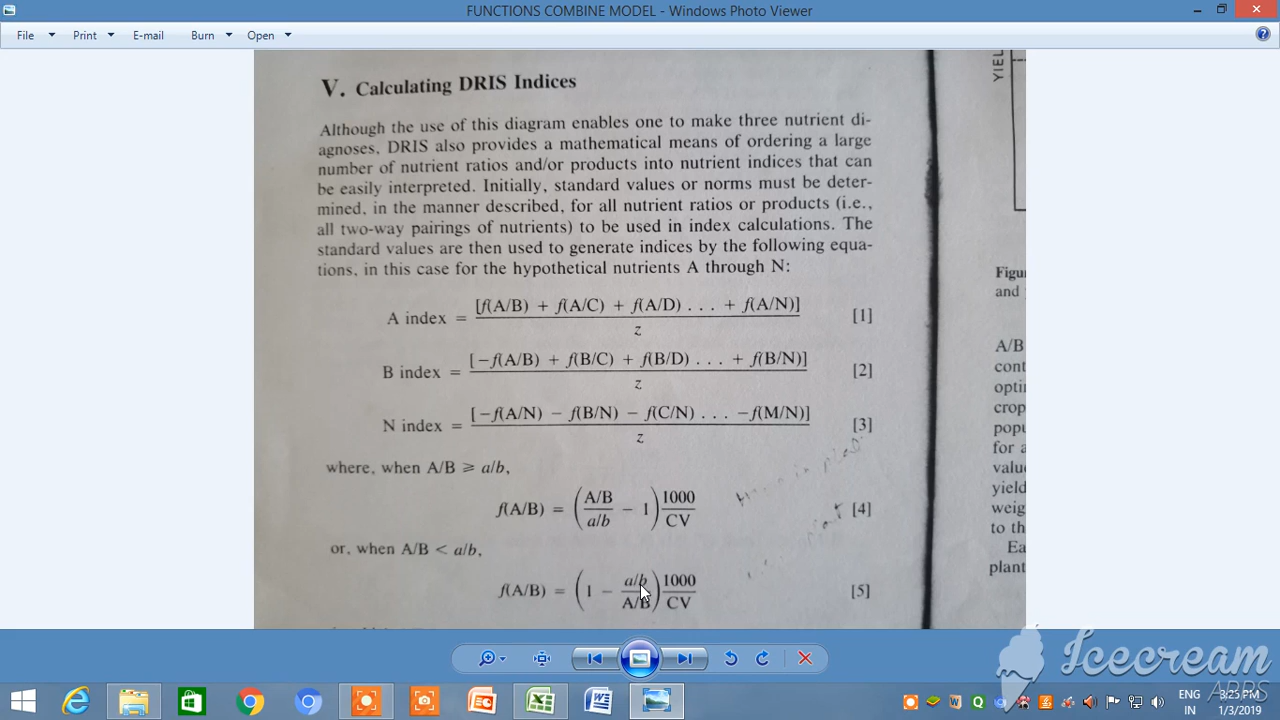 FUNCTIONS COMBINE MODEL - Windows Photo Viewer
File Print E-mail Burn Open
V. Calculating DRIS Indices
Although the use of this diagram enables one to make three nutrient di-
agnoses, DRIS also provides a mathematical means of ordering a large
number of nutrient ratios and/or products into nutrient indices that can
be easily interpreted. Initially, standard values or norms must be deter-
mined, in the manner described, for all nutrient ratios or products (i.e.,
all two-way pairings of nutrients) to be used in index calculations. The
standard values are then used to generate indices by the following equa-
tions, in this case for the hypothetical nutrients A through N:
A index = [f(A/B) + f(A/C) + f(A/D) . . . + f(A/N)] / z [1]
B index = [−f(A/B) + f(B/C) + f(B/D) . . . + f(B/N)] / z [2]
N index = [−f(A/N) − f(B/N) − f(C/N) . . . −f(M/N)] / z [3]
where, when A/B ≥ a/b,
f(A/B) = (A/B / a/b − 1) 1000 / CV [4]
or, when A/B < a/b,
f(A/B) = (1 − a/b / A/B) 1000 / CV [5]
YIEL
Figu
and
A/B
cont
opti
crop
popu
for a
valu
yield
weig
to th
Ea
plant
Icecream
APPS
ENG
IN
3:25 PM
1/3/2019